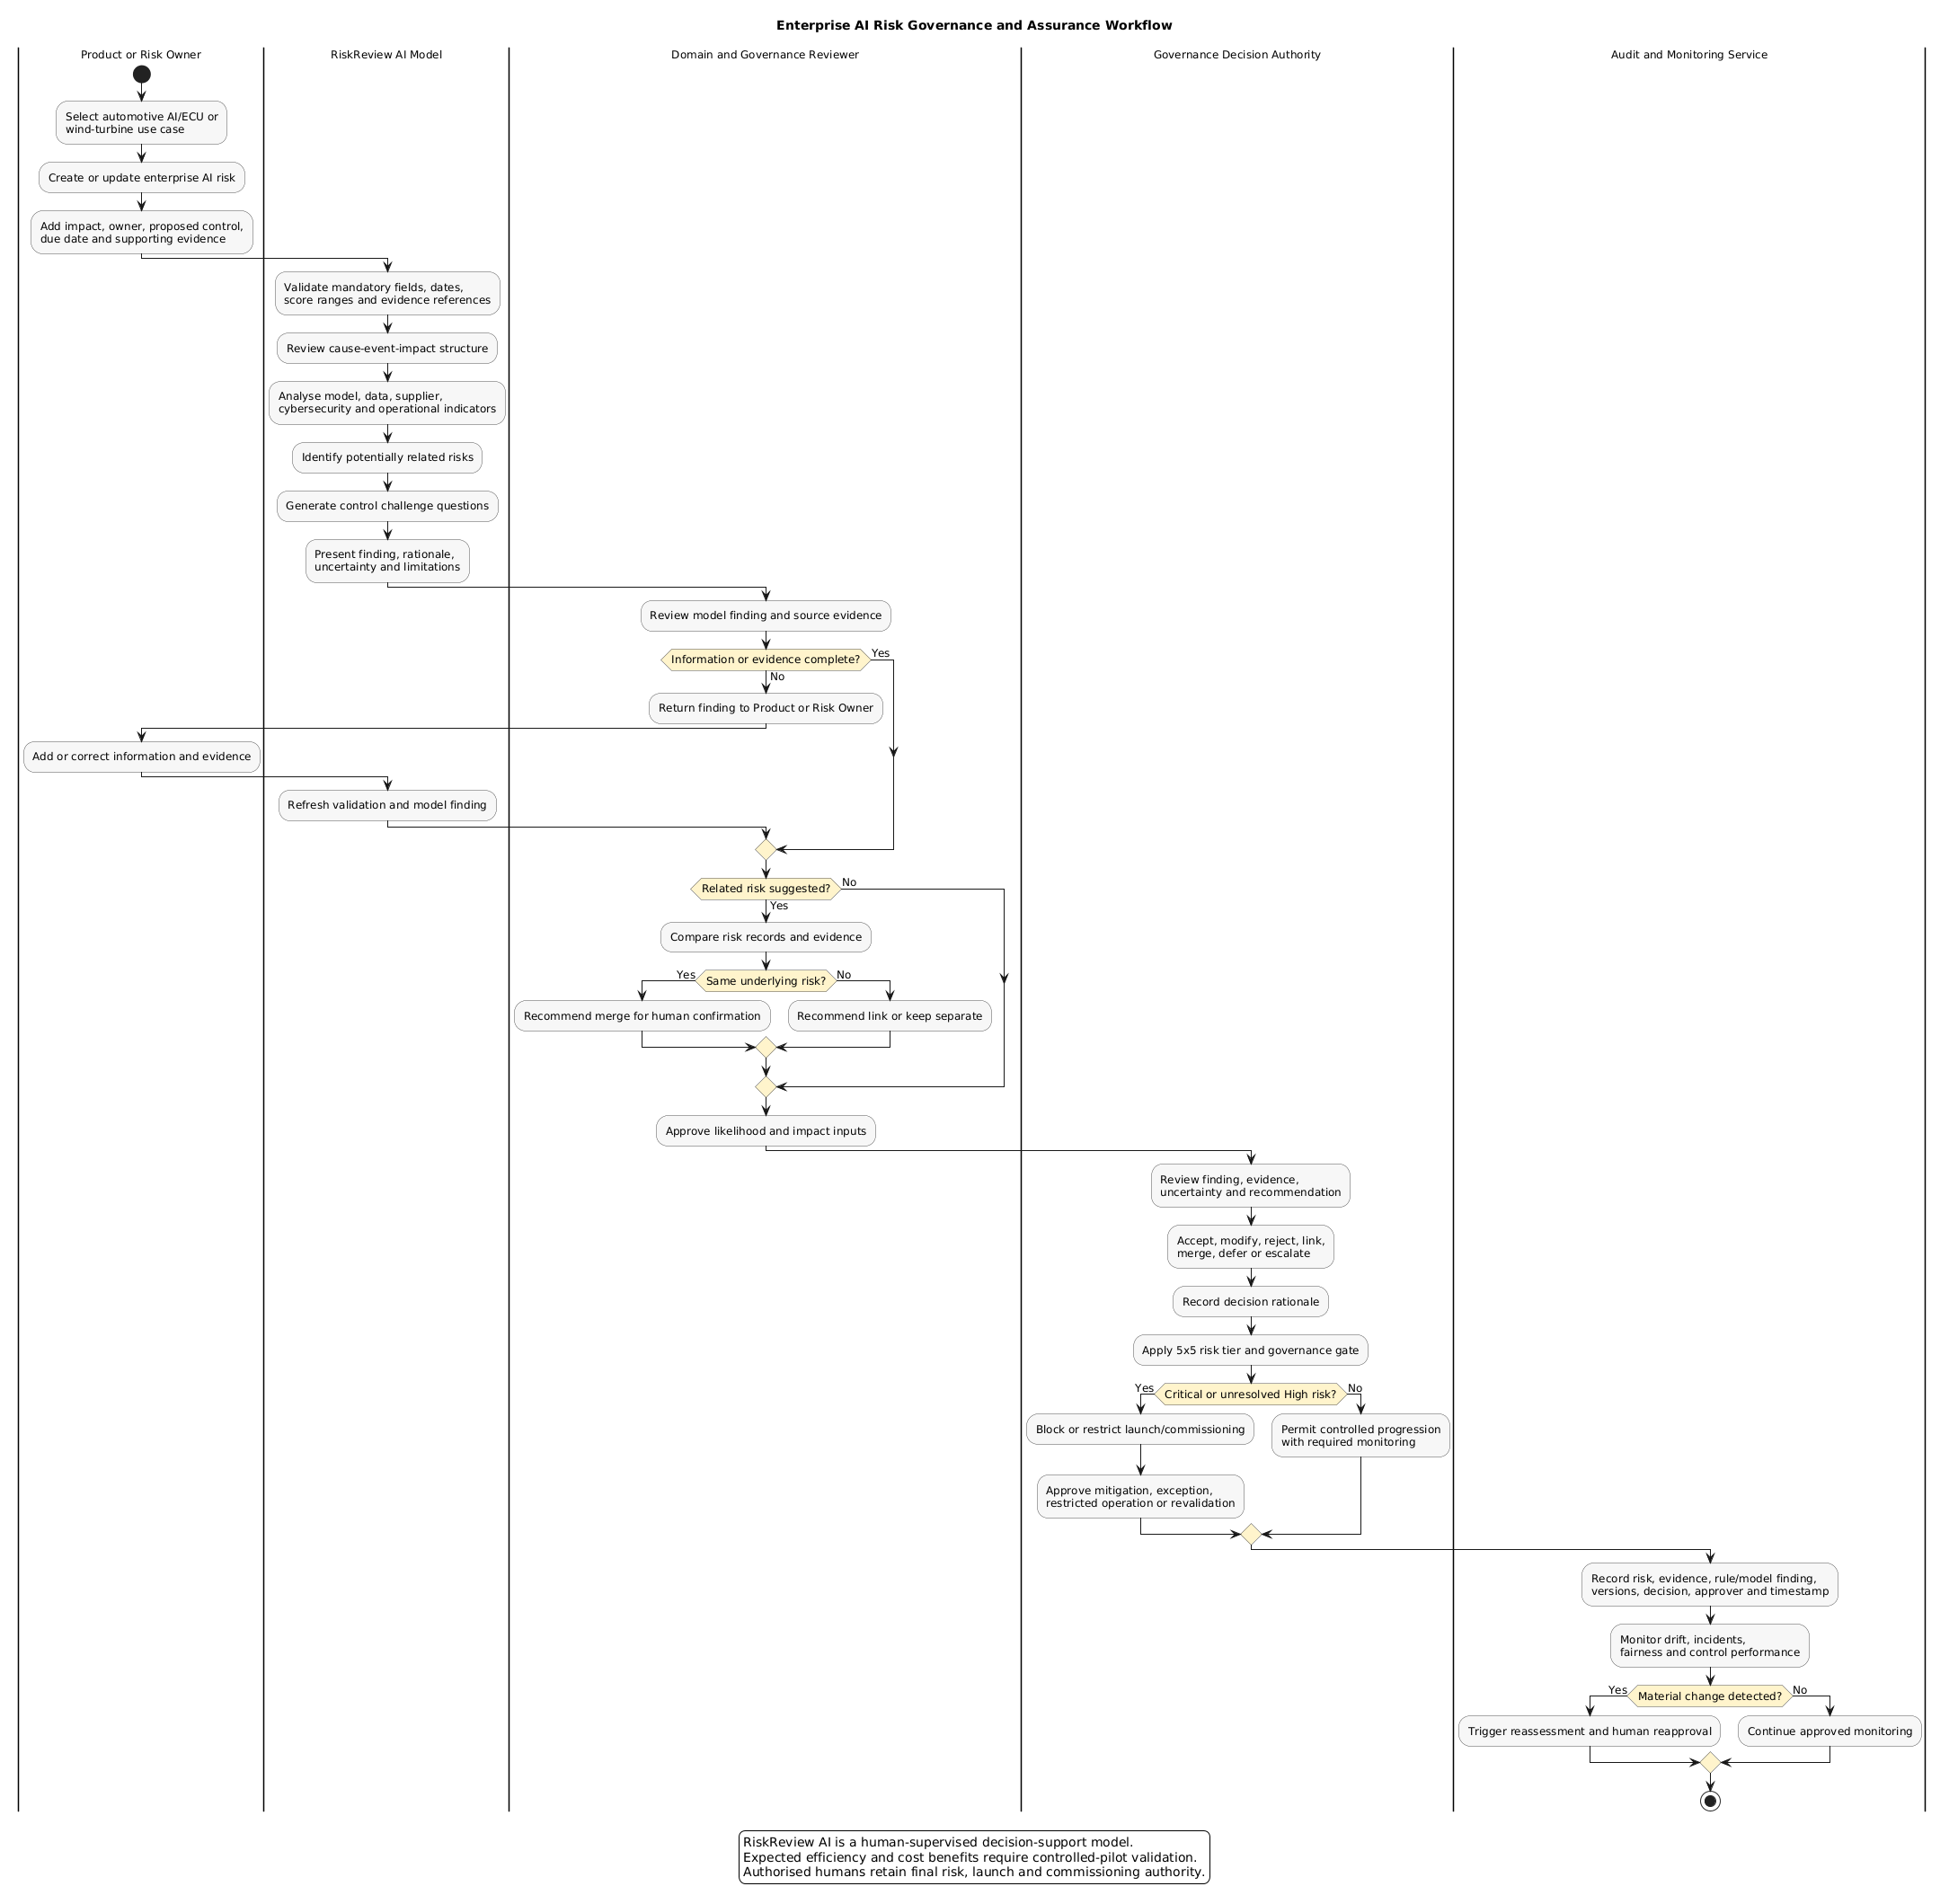 Enterprise AI Risk Governance and Assurance Workflow
Product or Risk Owner
RiskReview AI Model
Domain and Governance Reviewer
Governance Decision Authority
Audit and Monitoring Service
Select automotive AI/ECU or
wind-turbine use case
Create or update enterprise AI risk
Add impact, owner, proposed control,
due date and supporting evidence
Validate mandatory fields, dates,
score ranges and evidence references
Review cause-event-impact structure
Analyse model, data, supplier,
cybersecurity and operational indicators
Identify potentially related risks
Generate control challenge questions
Present finding, rationale,
uncertainty and limitations
Review model finding and source evidence
Information or evidence complete?
Yes
No
Return finding to Product or Risk Owner
Add or correct information and evidence
Refresh validation and model finding
Related risk suggested?
No
Yes
Compare risk records and evidence
Yes
Same underlying risk?
No
Recommend merge for human confirmation
Recommend link or keep separate
Approve likelihood and impact inputs
Review finding, evidence,
uncertainty and recommendation
Accept, modify, reject, link,
merge, defer or escalate
Record decision rationale
Apply 5x5 risk tier and governance gate
Yes
Critical or unresolved High risk?
No
Block or restrict launch/commissioning
Permit controlled progression
with required monitoring
Approve mitigation, exception,
restricted operation or revalidation
Record risk, evidence, rule/model finding,
versions, decision, approver and timestamp
Monitor drift, incidents,
fairness and control performance
Yes
Material change detected?
No
Trigger reassessment and human reapproval
Continue approved monitoring
RiskReview AI is a human-supervised decision-support model.
Expected efficiency and cost benefits require controlled-pilot validation.
Authorised humans retain final risk, launch and commissioning authority.